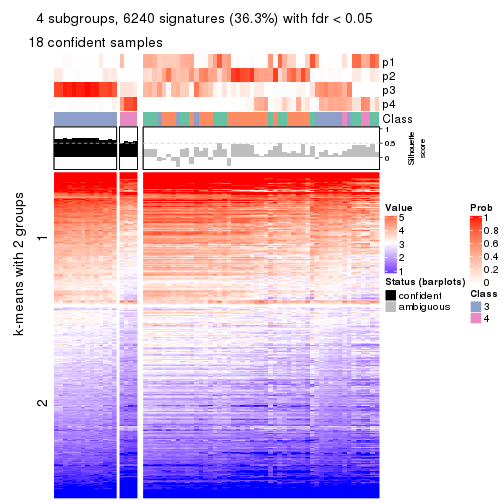 4 subgroups, 6240 signatures (36.3%) with fdr < 0.05
18 confident samples
p1
p2
p3
p4
Class
1
0.5
0
Silhouette
score
k-means with 2 groups
1
2
Value
5
4
3
2
1
Status (barplots)
confident
ambiguous
Prob
1
0.8
0.6
0.4
0.2
0
Class
3
4